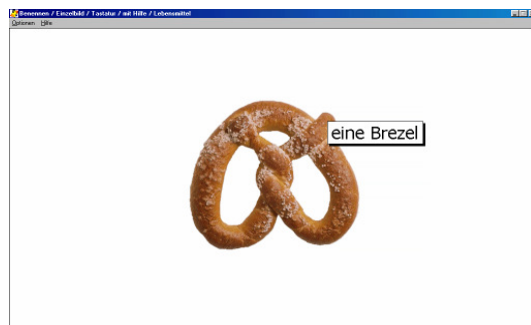 Benennen / Einzelbild / Tastatur / mit Hilfe / Lebensmittel
Optionen Hilfe
eine Brezel